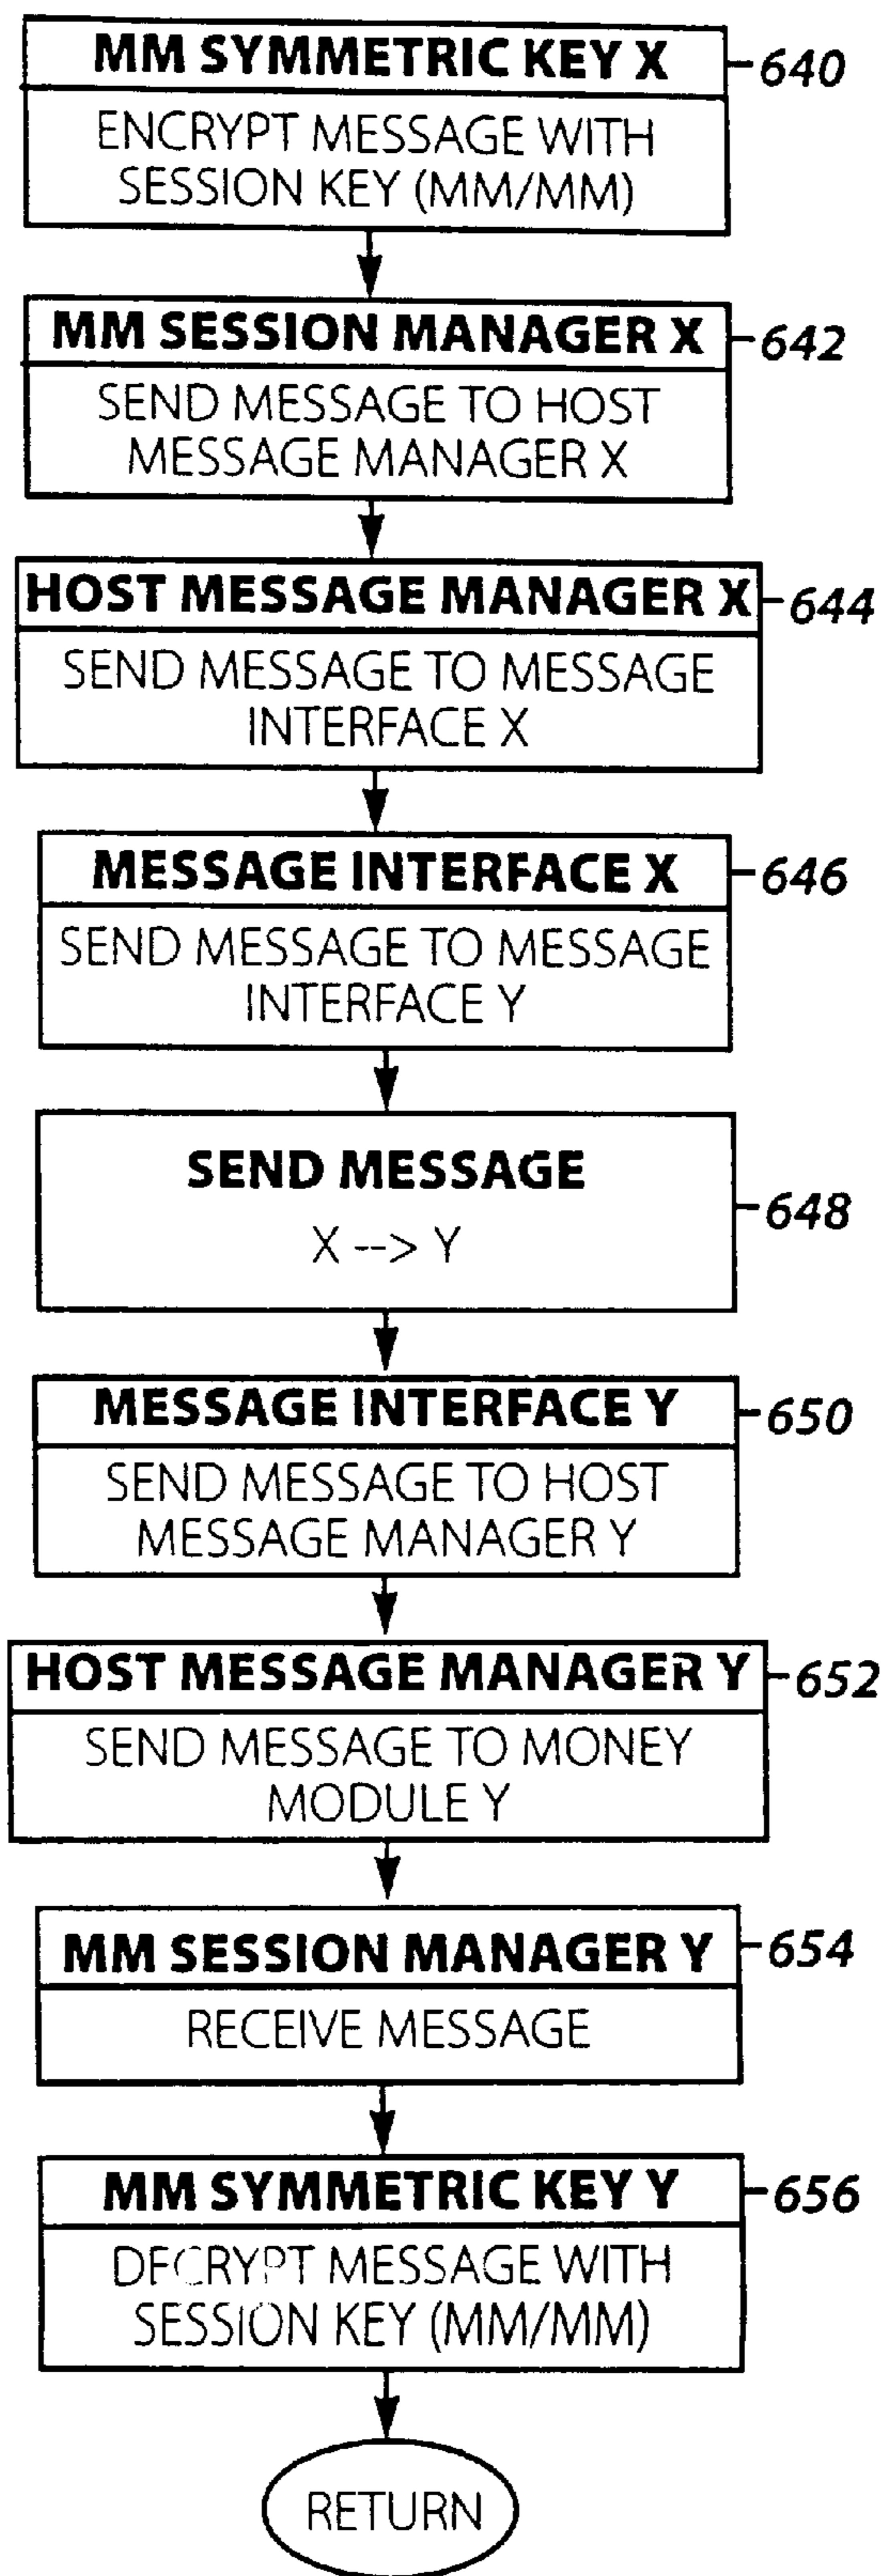 MM SYMMETRIC KEY X
640
ENCRYPT MESSAGE WITH
SESSION KEY (MM/MM)
MM SESSION MANAGER X
642
SEND MESSAGE TO HOST
MESSAGE MANAGER X
HOST MESSAGE MANAGER X
644
SEND MESSAGE TO MESSAGE
INTERFACE X
MESSAGE INTERFACE X
646
SEND MESSAGE TO MESSAGE
INTERFACE Y
SEND MESSAGE
648
X --> Y
MESSAGE INTERFACE Y
650
SEND MESSAGE TO HOST
MESSAGE MANAGER Y
HOST MESSAGE MANAGER Y
652
SEND MESSAGE TO MONEY
MODULE Y
MM SESSION MANAGER Y
654
RECEIVE MESSAGE
MM SYMMETRIC KEY Y
656
DECRYPT MESSAGE WITH
SESSION KEY (MM/MM)
RETURN